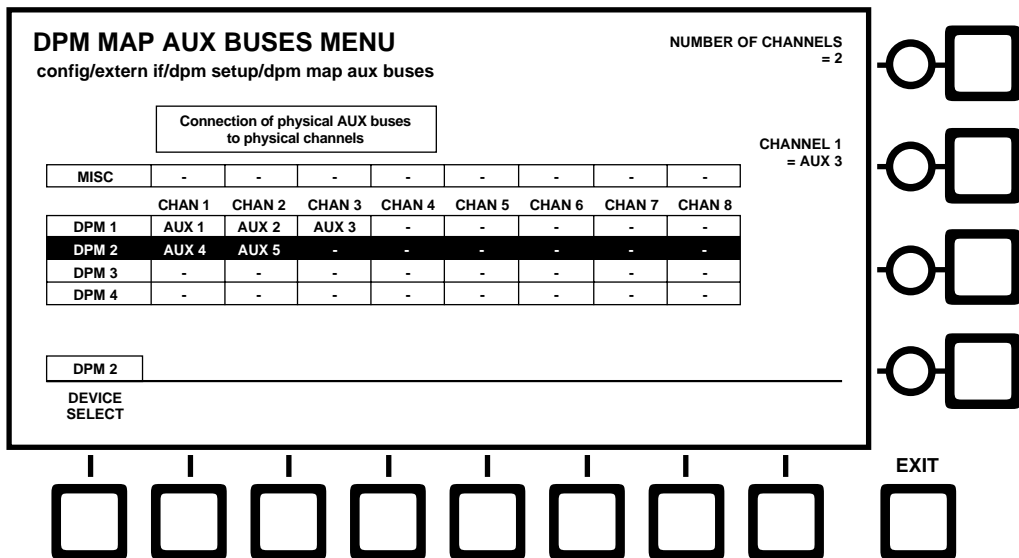 DPM MAP AUX BUSES MENU
config/extern if/dpm setup/dpm map aux buses
NUMBER OF CHANNELS
= 2
Connection of physical AUX buses
to physical channels
CHANNEL 1
= AUX 3
MISC - - - - - - - -
CHAN 1 CHAN 2 CHAN 3 CHAN 4 CHAN 5 CHAN 6 CHAN 7 CHAN 8
DPM 1 AUX 1 AUX 2 AUX 3 - - - - -
DPM 2 AUX 4 AUX 5 - - - - - -
DPM 3 - - - - - - - -
DPM 4 - - - - - - - -
DPM 2
DEVICE
SELECT
EXIT